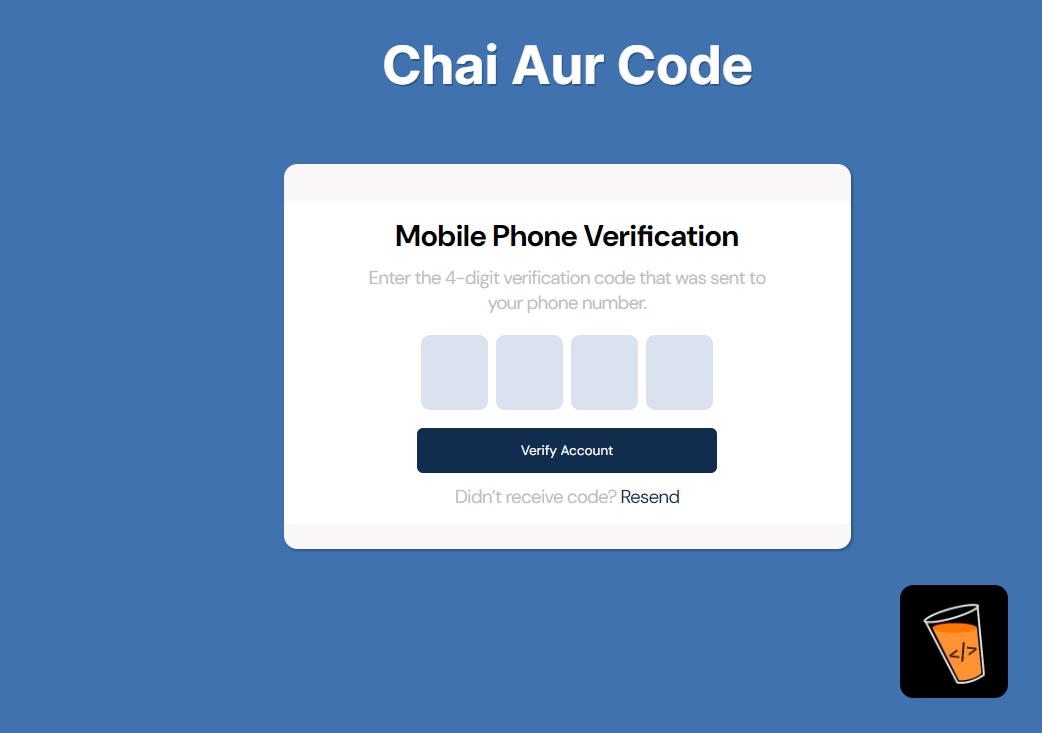 Chai Aur Code
Mobile Phone Verification
Enter the 4-digit verification code that was sent to
your phone number.
Verify Account
Didn't receive code? Resend
</>